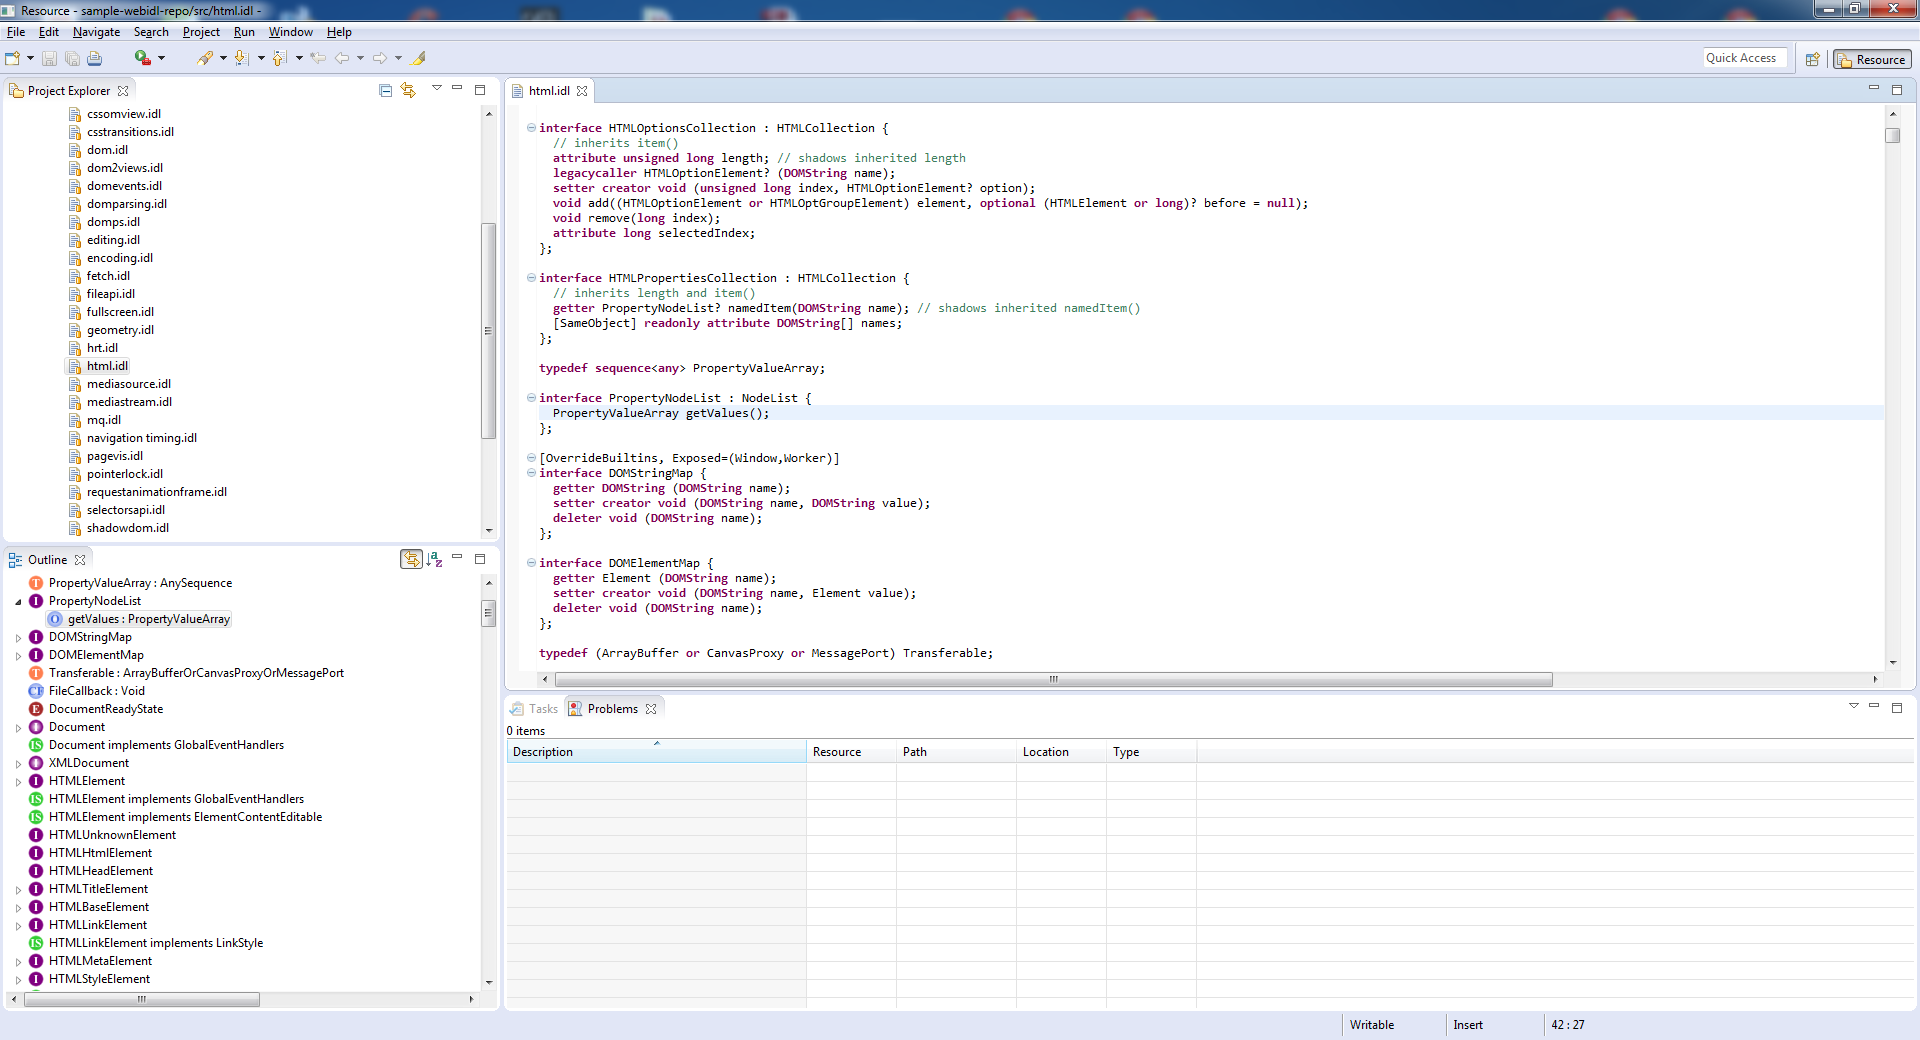 Resource - sample-webidl-repo/src/html.idl -
File Edit Navigate Search Project Run Window Help
Quick Access
Resource
Project Explorer
cssomview.idl
csstransitions.idl
dom.idl
dom2views.idl
domevents.idl
domparsing.idl
domps.idl
editing.idl
encoding.idl
fetch.idl
fileapi.idl
fullscreen.idl
geometry.idl
hrt.idl
html.idl
mediasource.idl
mediastream.idl
mq.idl
navigation timing.idl
pagevis.idl
pointerlock.idl
requestanimationframe.idl
selectorsapi.idl
shadowdom.idl
Outline
PropertyValueArray : AnySequence
PropertyNodeList
getValues : PropertyValueArray
DOMStringMap
DOMElementMap
Transferable : ArrayBufferOrCanvasProxyOrMessagePort
FileCallback : Void
DocumentReadyState
Document
Document implements GlobalEventHandlers
XMLDocument
HTMLElement
HTMLElement implements GlobalEventHandlers
HTMLElement implements ElementContentEditable
HTMLUnknownElement
HTMLHtmlElement
HTMLHeadElement
HTMLTitleElement
HTMLBaseElement
HTMLLinkElement
HTMLLinkElement implements LinkStyle
HTMLMetaElement
HTMLStyleElement
html.idl
interface HTMLOptionsCollection : HTMLCollection {
// inherits item()
attribute unsigned long length; // shadows inherited length
legacycaller HTMLOptionElement? (DOMString name);
setter creator void (unsigned long index, HTMLOptionElement? option);
void add((HTMLOptionElement or HTMLOptGroupElement) element, optional (HTMLElement or long)? before = null);
void remove(long index);
attribute long selectedIndex;
};
interface HTMLPropertiesCollection : HTMLCollection {
// inherits length and item()
getter PropertyNodeList? namedItem(DOMString name); // shadows inherited namedItem()
[SameObject] readonly attribute DOMString[] names;
};
typedef sequence<any> PropertyValueArray;
interface PropertyNodeList : NodeList {
PropertyValueArray getValues();
};
[OverrideBuiltins, Exposed=(Window,Worker)]
interface DOMStringMap {
getter DOMString (DOMString name);
setter creator void (DOMString name, DOMString value);
deleter void (DOMString name);
};
interface DOMElementMap {
getter Element (DOMString name);
setter creator void (DOMString name, Element value);
deleter void (DOMString name);
};
typedef (ArrayBuffer or CanvasProxy or MessagePort) Transferable;
Tasks Problems
0 items
Description Resource Path Location Type
Writable Insert 42 : 27